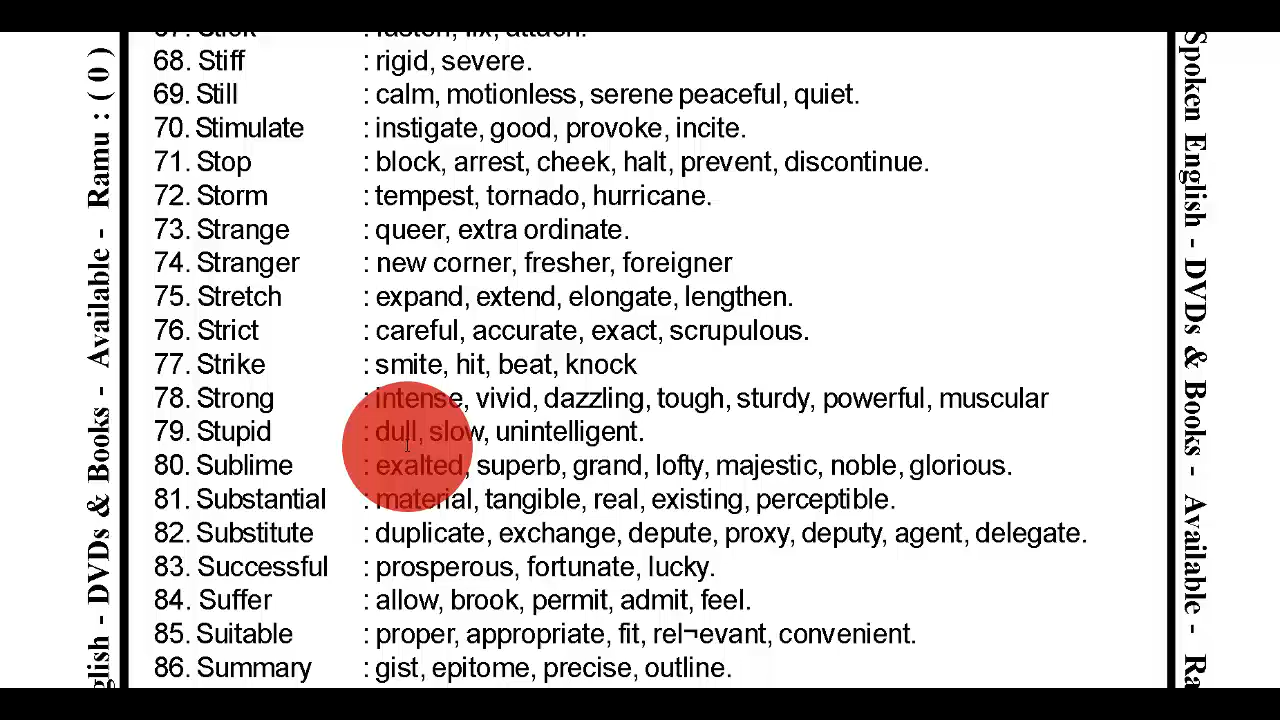 67. Stick : fasten, fix, attach.
68. Stiff : rigid, severe.
69. Still : calm, motionless, serene peaceful, quiet.
70. Stimulate : instigate, good, provoke, incite.
71. Stop : block, arrest, cheek, halt, prevent, discontinue.
72. Storm : tempest, tornado, hurricane.
73. Strange : queer, extra ordinate.
74. Stranger : new corner, fresher, foreigner
75. Stretch : expand, extend, elongate, lengthen.
76. Strict : careful, accurate, exact, scrupulous.
77. Strike : smite, hit, beat, knock
78. Strong : intense, vivid, dazzling, tough, sturdy, powerful, muscular
79. Stupid : dull, slow, unintelligent.
80. Sublime : exalted, superb, grand, lofty, majestic, noble, glorious.
81. Substantial : material, tangible, real, existing, perceptible.
82. Substitute : duplicate, exchange, depute, proxy, deputy, agent, delegate.
83. Successful : prosperous, fortunate, lucky.
84. Suffer : allow, brook, permit, admit, feel.
85. Suitable : proper, appropriate, fit, rel¬evant, convenient.
86. Summary : gist, epitome, precise, outline.
glish - DVDs & Books - Available - Ramu : ( 0 )
Spoken English - DVDs & Books - Available - Ra